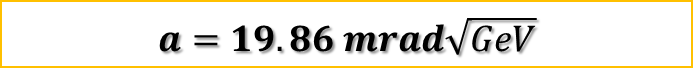 a = 19.86 mrad√GeV